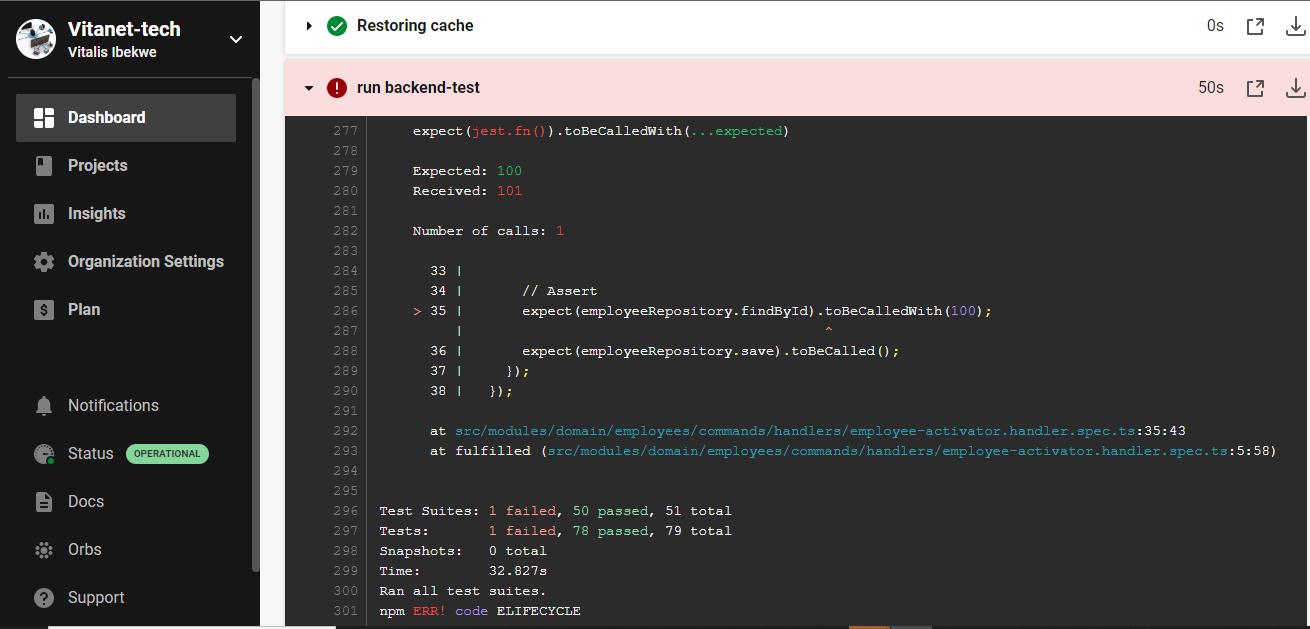 Vitanet-tech
Vitalis Ibekwe
Dashboard
Projects
Insights
Organization Settings
Plan
Notifications
Status OPERATIONAL
Docs
Orbs
Support
Restoring cache 0s
run backend-test 50s
277 expect(jest.fn()).toBeCalledWith(...expected)
278
279 Expected: 100
280 Received: 101
281
282 Number of calls: 1
283
284 33 |
285 34 | // Assert
286 > 35 | expect(employeeRepository.findById).toBeCalledWith(100);
287 | ^
288 36 | expect(employeeRepository.save).toBeCalled();
289 37 | });
290 38 | });
291
292 at src/modules/domain/employees/commands/handlers/employee-activator.handler.spec.ts:35:43
293 at fulfilled (src/modules/domain/employees/commands/handlers/employee-activator.handler.spec.ts:5:58)
294
295
296 Test Suites: 1 failed, 50 passed, 51 total
297 Tests: 1 failed, 78 passed, 79 total
298 Snapshots: 0 total
299 Time: 32.827s
300 Ran all test suites.
301 npm ERR! code ELIFECYCLE